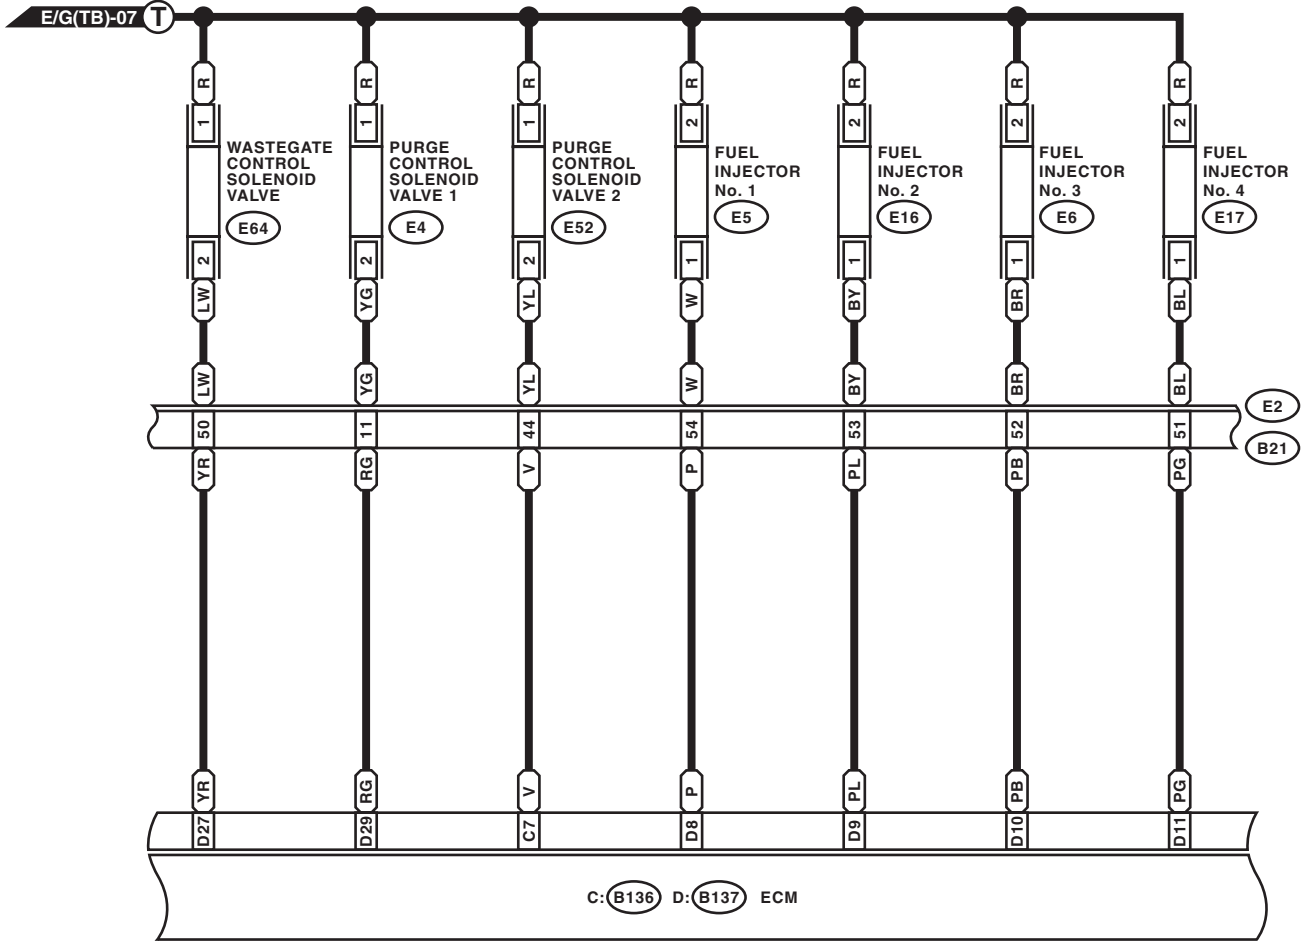 E/G(TB)-07 T
R R R R R R R
1 1 1 2 2 2 2
WASTEGATE
CONTROL
SOLENOID
VALVE
E64
PURGE
CONTROL
SOLENOID
VALVE 1
E4
PURGE
CONTROL
SOLENOID
VALVE 2
E52
FUEL
INJECTOR
No. 1
E5
FUEL
INJECTOR
No. 2
E16
FUEL
INJECTOR
No. 3
E6
FUEL
INJECTOR
No. 4
E17
2 2 2 1 1 1 1
LW YG YL W BY BR BL
LW YG YL W BY BR BL
E2
50 11 44 54 53 52 51
B21
YR RG V P PL PB PG
YR RG V P PL PB PG
D27 D29 C7 D8 D9 D10 D11
C: B136 D: B137 ECM